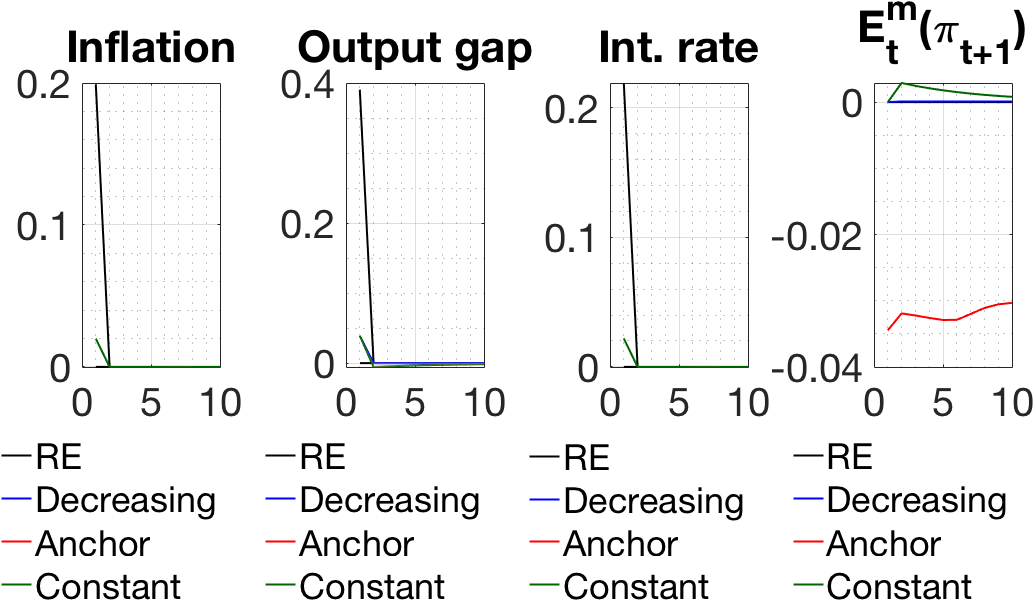 Inflation
0.2
0.1
0
0 5 10
RE
Decreasing
Anchor
Constant
Output gap
0.4
0.2
0
0 5 10
RE
Decreasing
Anchor
Constant
Int. rate
0.2
0.1
0
0 5 10
RE
Decreasing
Anchor
Constant
E_t^m(π_{t+1})
0
-0.02
-0.04
0 5 10
RE
Decreasing
Anchor
Constant